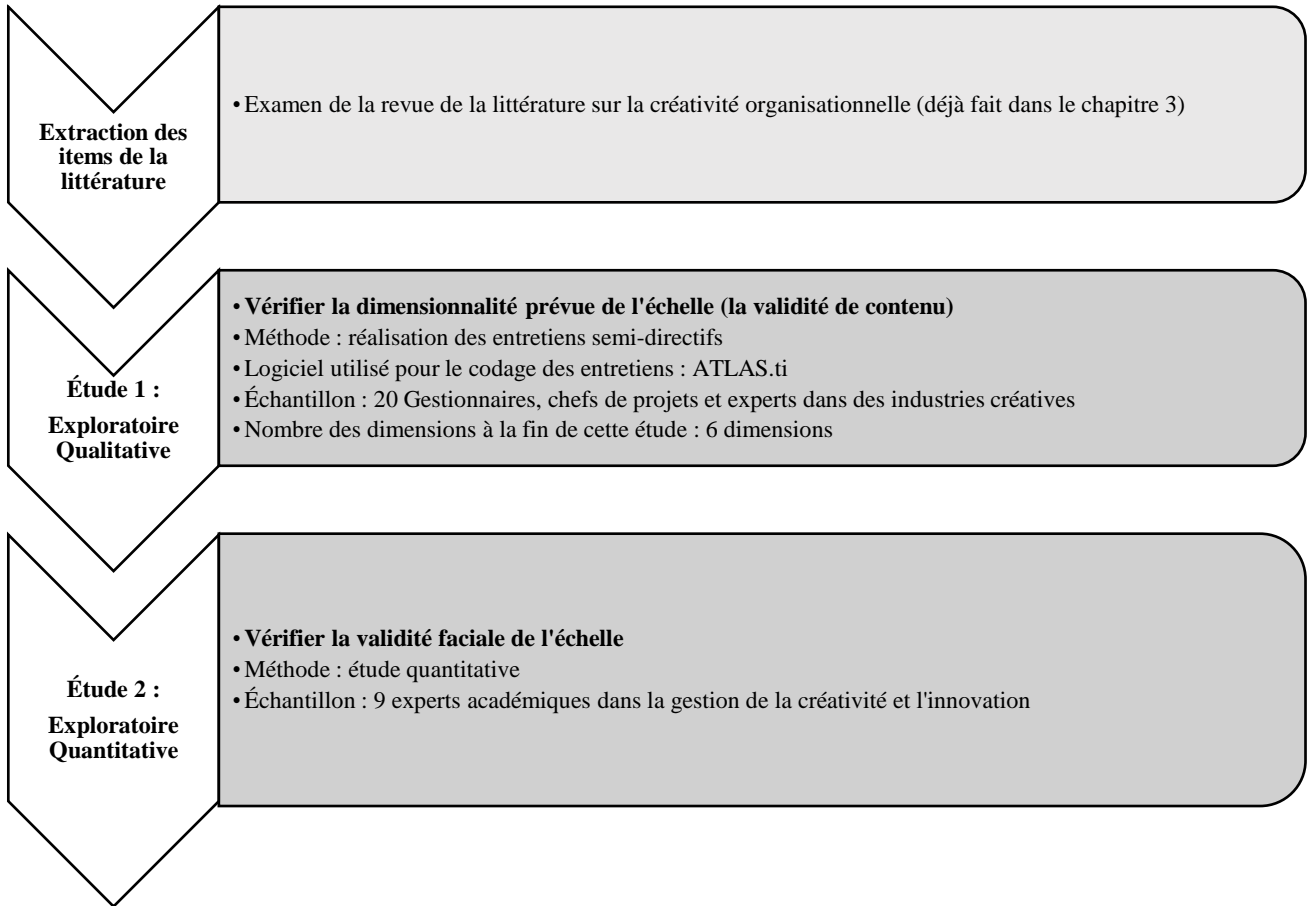 Extraction des
items de la
littérature
• Examen de la revue de la littérature sur la créativité organisationnelle (déjà fait dans le chapitre 3)
Étude 1 :
Exploratoire
Qualitative
• Vérifier la dimensionnalité prévue de l'échelle (la validité de contenu)
• Méthode : réalisation des entretiens semi-directifs
• Logiciel utilisé pour le codage des entretiens : ATLAS.ti
• Échantillon : 20 Gestionnaires, chefs de projets et experts dans des industries créatives
• Nombre des dimensions à la fin de cette étude : 6 dimensions
Étude 2 :
Exploratoire
Quantitative
• Vérifier la validité faciale de l'échelle
• Méthode : étude quantitative
• Échantillon : 9 experts académiques dans la gestion de la créativité et l'innovation